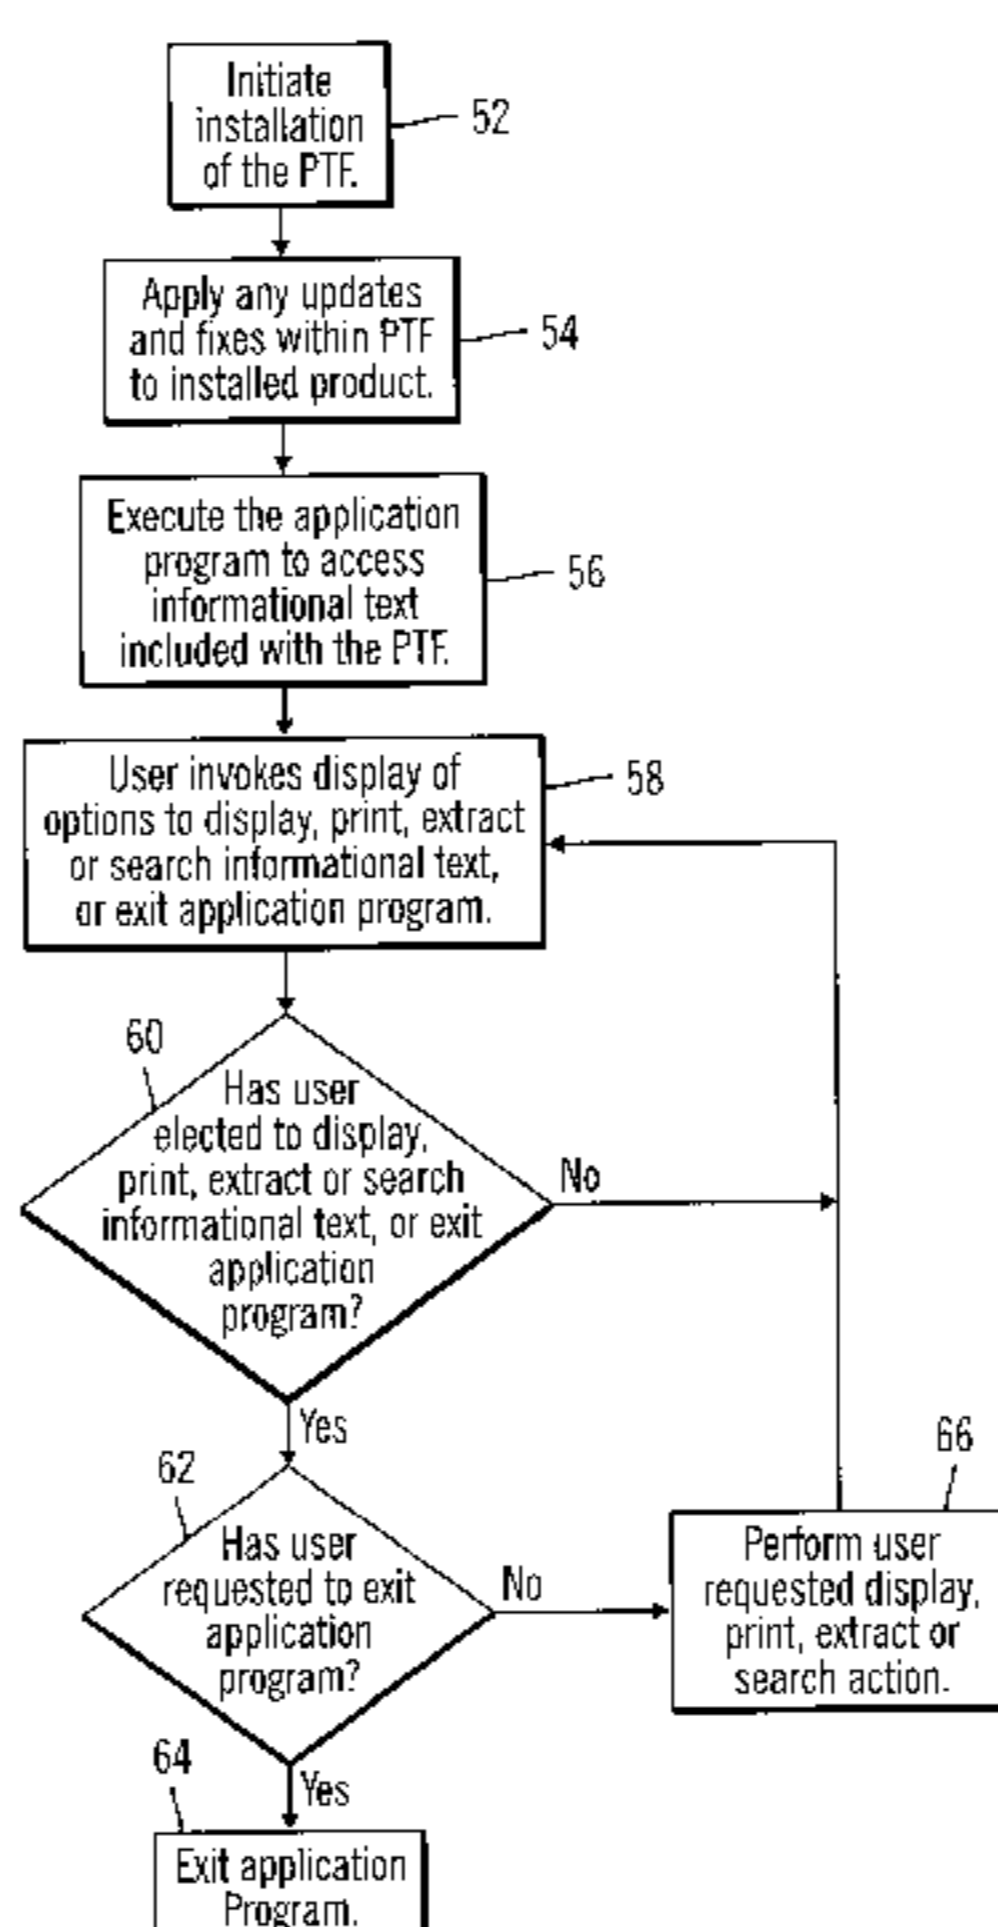 Initiate
installation
of the PTF.
52
Apply any updates
and fixes within PTF
to installed product.
54
Execute the application
program to access
informational text
included with the PTF.
56
User invokes display of
options to display, print, extract
or search informational text,
or exit application program.
58
60
Has user
elected to display,
print, extract or search
informational text, or exit
application
program?
No
Yes
62
Has user
requested to exit
application
program?
No
66
Perform user
requested display,
print, extract or
search action.
Yes
64
Exit application
Program.